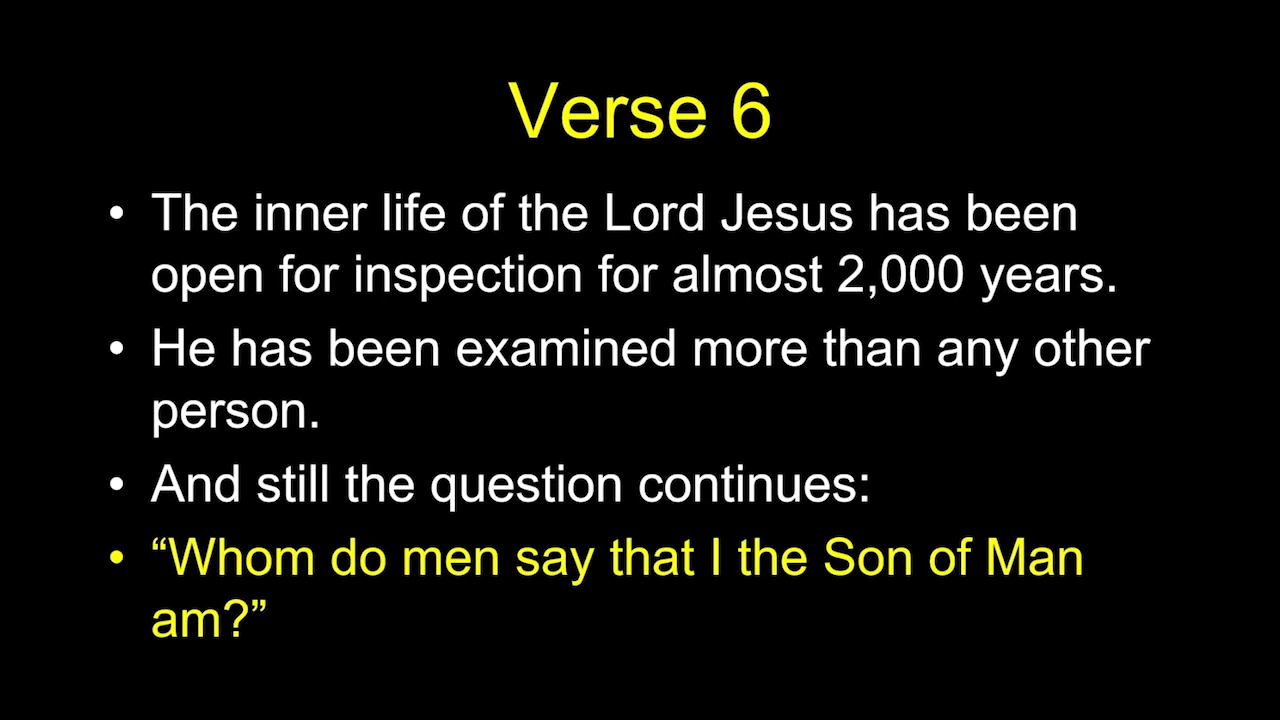 Verse 6
• The inner life of the Lord Jesus has been
open for inspection for almost 2,000 years.
• He has been examined more than any other
person.
• And still the question continues:
• “Whom do men say that I the Son of Man
am?”